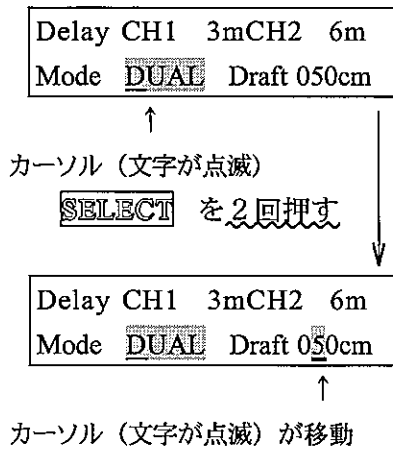 Delay CH1 3mCH2 6m
Mode DUAL Draft 050cm
↑
カーソル（文字が点滅）
SELECT を2回押す
Delay CH1 3mCH2 6m
Mode DUAL Draft 050cm
↑
カーソル（文字が点滅）が移動